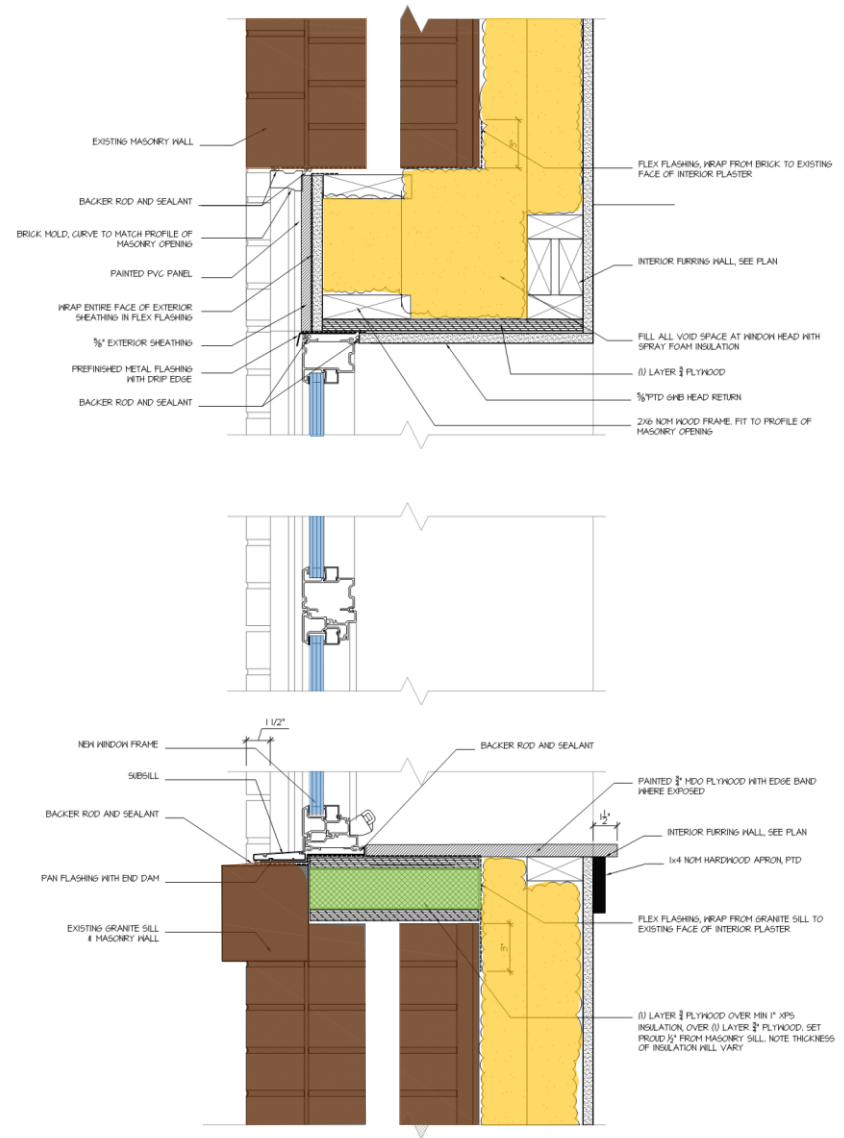 EXISTING MASONRY WALL
BACKER ROD AND SEALANT
BRICK MOLD, CURVE TO MATCH PROFILE OF
MASONRY OPENING
PAINTED PVC PANEL
WRAP ENTIRE FACE OF EXTERIOR
SHEATHING IN FLEX FLASHING
5/8" EXTERIOR SHEATHING
PREFINISHED METAL FLASHING
WITH DRIP EDGE
BACKER ROD AND SEALANT
FLEX FLASHING, WRAP FROM BRICK TO EXISTING
FACE OF INTERIOR PLASTER
INTERIOR FURRING WALL, SEE PLAN
FILL ALL VOID SPACE AT WINDOW HEAD WITH
SPRAY FOAM INSULATION
(1) LAYER 3/4" PLYWOOD
5/8"PTD GWB HEAD RETURN
2X6 NOM WOOD FRAME. FIT TO PROFILE OF
MASONRY OPENING
3"
1 1/2"
NEW WINDOW FRAME
SUBSILL
BACKER ROD AND SEALANT
PAN FLASHING WITH END DAM
EXISTING GRANITE SILL
& MASONRY WALL
BACKER ROD AND SEALANT
PAINTED 3/4" MDO PLYWOOD WITH EDGE BAND
WHERE EXPOSED
1 1/2"
INTERIOR FURRING WALL, SEE PLAN
1x4 NOM HARDWOOD APRON, PTD
FLEX FLASHING, WRAP FROM GRANITE SILL TO
EXISTING FACE OF INTERIOR PLASTER
3"
(1) LAYER 3/4" PLYWOOD OVER MIN 1" XPS
INSULATION, OVER (1) LAYER 3/4" PLYWOOD. SET
PROUD 1/2" FROM MASONRY SILL. NOTE THICKNESS
OF INSULATION WILL VARY